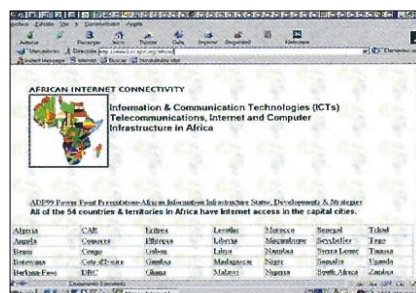 AFRICAN INTERNET CONNECTIVITY
Information & Communication Technologies (ICTs)
Telecommunications, Internet and Computer
Infrastructure in Africa
ADF99 Power Point Presentation-African Information Infrastructure Status, Developments & Strategies
All of the 54 countries & territories in Africa have Internet access in the capital cities.
Algeria CAR Eritrea Lesotho Morocco Senegal Tchad
Angola Comores Ethiopia Liberia Mozambique Seychelles Togo
Benin Congo Gabon Libya Namibia Sierra Leone Tunisia
Botswana Cote d'Ivoire Gambia Madagascar Niger Somalia Uganda
Burkina Faso DRC Ghana Malawi Nigeria South Africa Zambia